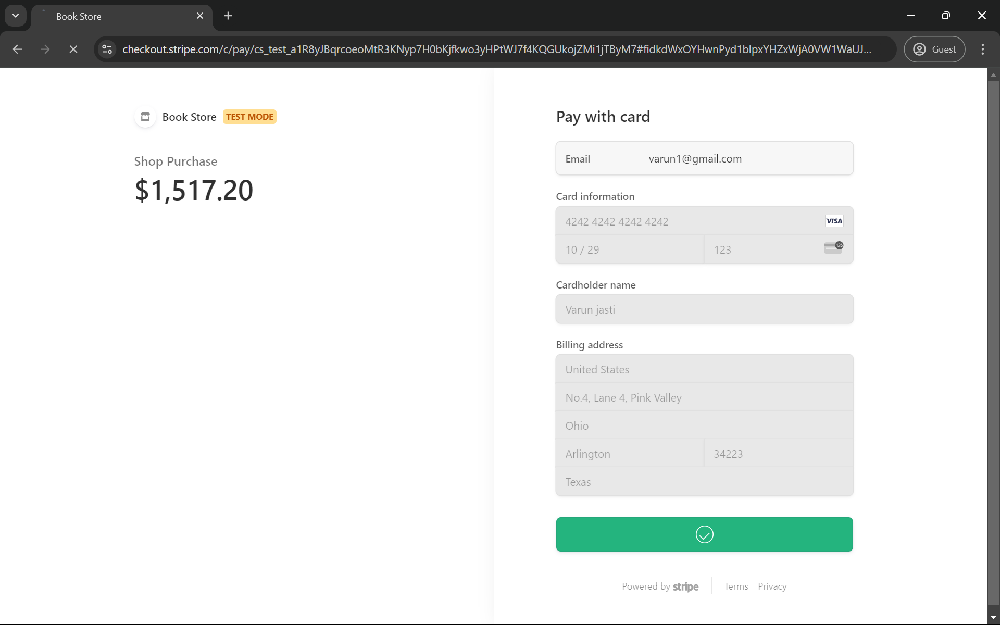 Book Store
checkout.stripe.com/c/pay/cs_test_a1R8yJBqrcoeoMtR3KNyp7H0bKjfkwo3yHPtWJ7f4KQGUkojZMi1jTByM7#fidkdWxOYHwnPyd1blpxYHZxWjA0VW1WaUJ...
Guest
Book Store TEST MODE
Shop Purchase
$1,517.20
Pay with card
Email varun1@gmail.com
Card information
4242 4242 4242 4242 VISA
10 / 29 123 135
Cardholder name
Varun jasti
Billing address
United States
No.4, Lane 4, Pink Valley
Ohio
Arlington 34223
Texas
Powered by stripe Terms Privacy